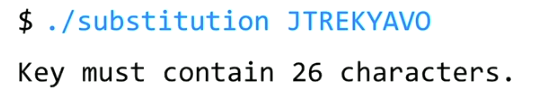 $ ./substitution JTREKYAVO
Key must contain 26 characters.